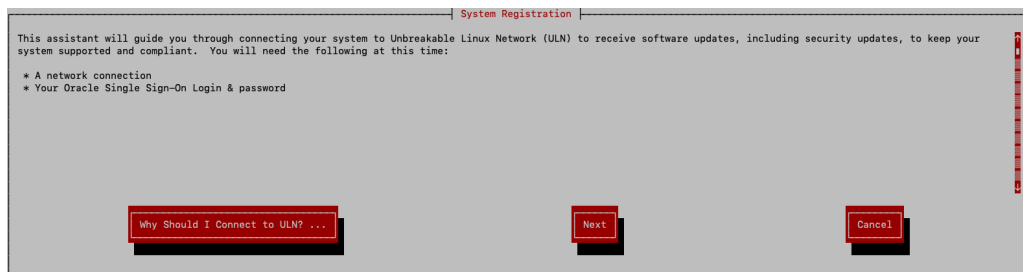 System Registration
This assistant will guide you through connecting your system to Unbreakable Linux Network (ULN) to receive software updates, including security updates, to keep your
system supported and compliant.  You will need the following at this time:
* A network connection
* Your Oracle Single Sign-On Login & password
Why Should I Connect to ULN? ...
Next
Cancel